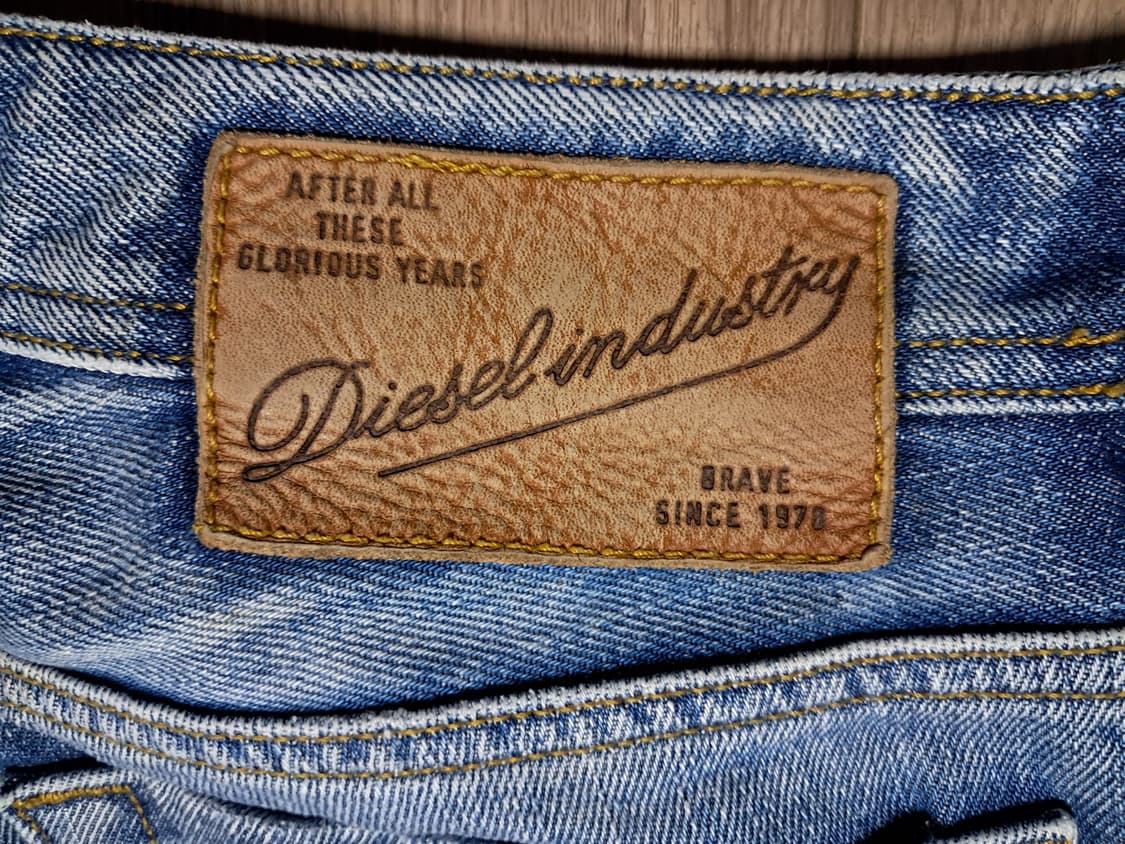 AFTER ALL
THESE
GLORIOUS YEARS
Diesel industry
BRAVE
SINCE 1978